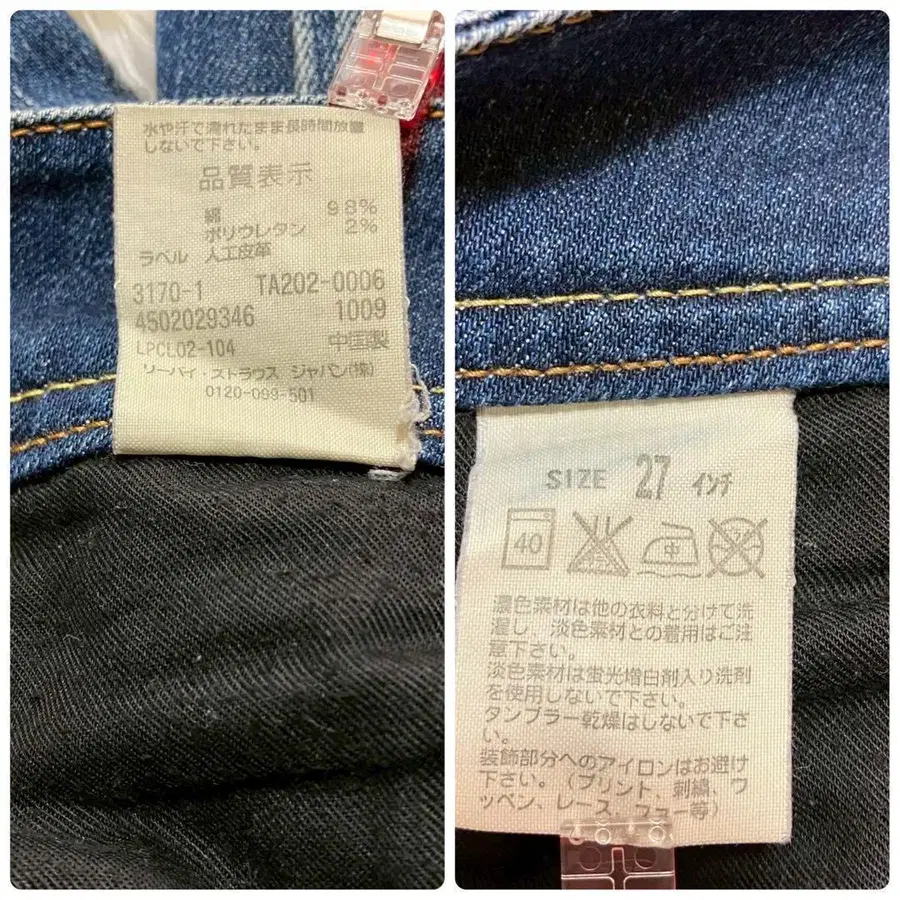 水や汗で濡れたまま長時間放置
しないで下さい。
品質表示
綿 98%
ポリウレタン 2%
ラベル 人工皮革
3170-1 TA202-0006
4502029346 1009
LPCL02-104 中国製
リーバイ・ストラウス ジャパン(株)
0120-099-501
SIZE 27 インチ
40 中
濃色素材は他の衣料と分けて洗
濯し、淡色素材との着用はご注
意下さい。
淡色素材は蛍光増白剤入り洗剤
を使用しないで下さい。
タンブラー乾燥はしないで下さ
い。
装飾部分へのアイロンはお避け
下さい。(プリント、刺繍、ワ
ッペン、レース、ファー等)